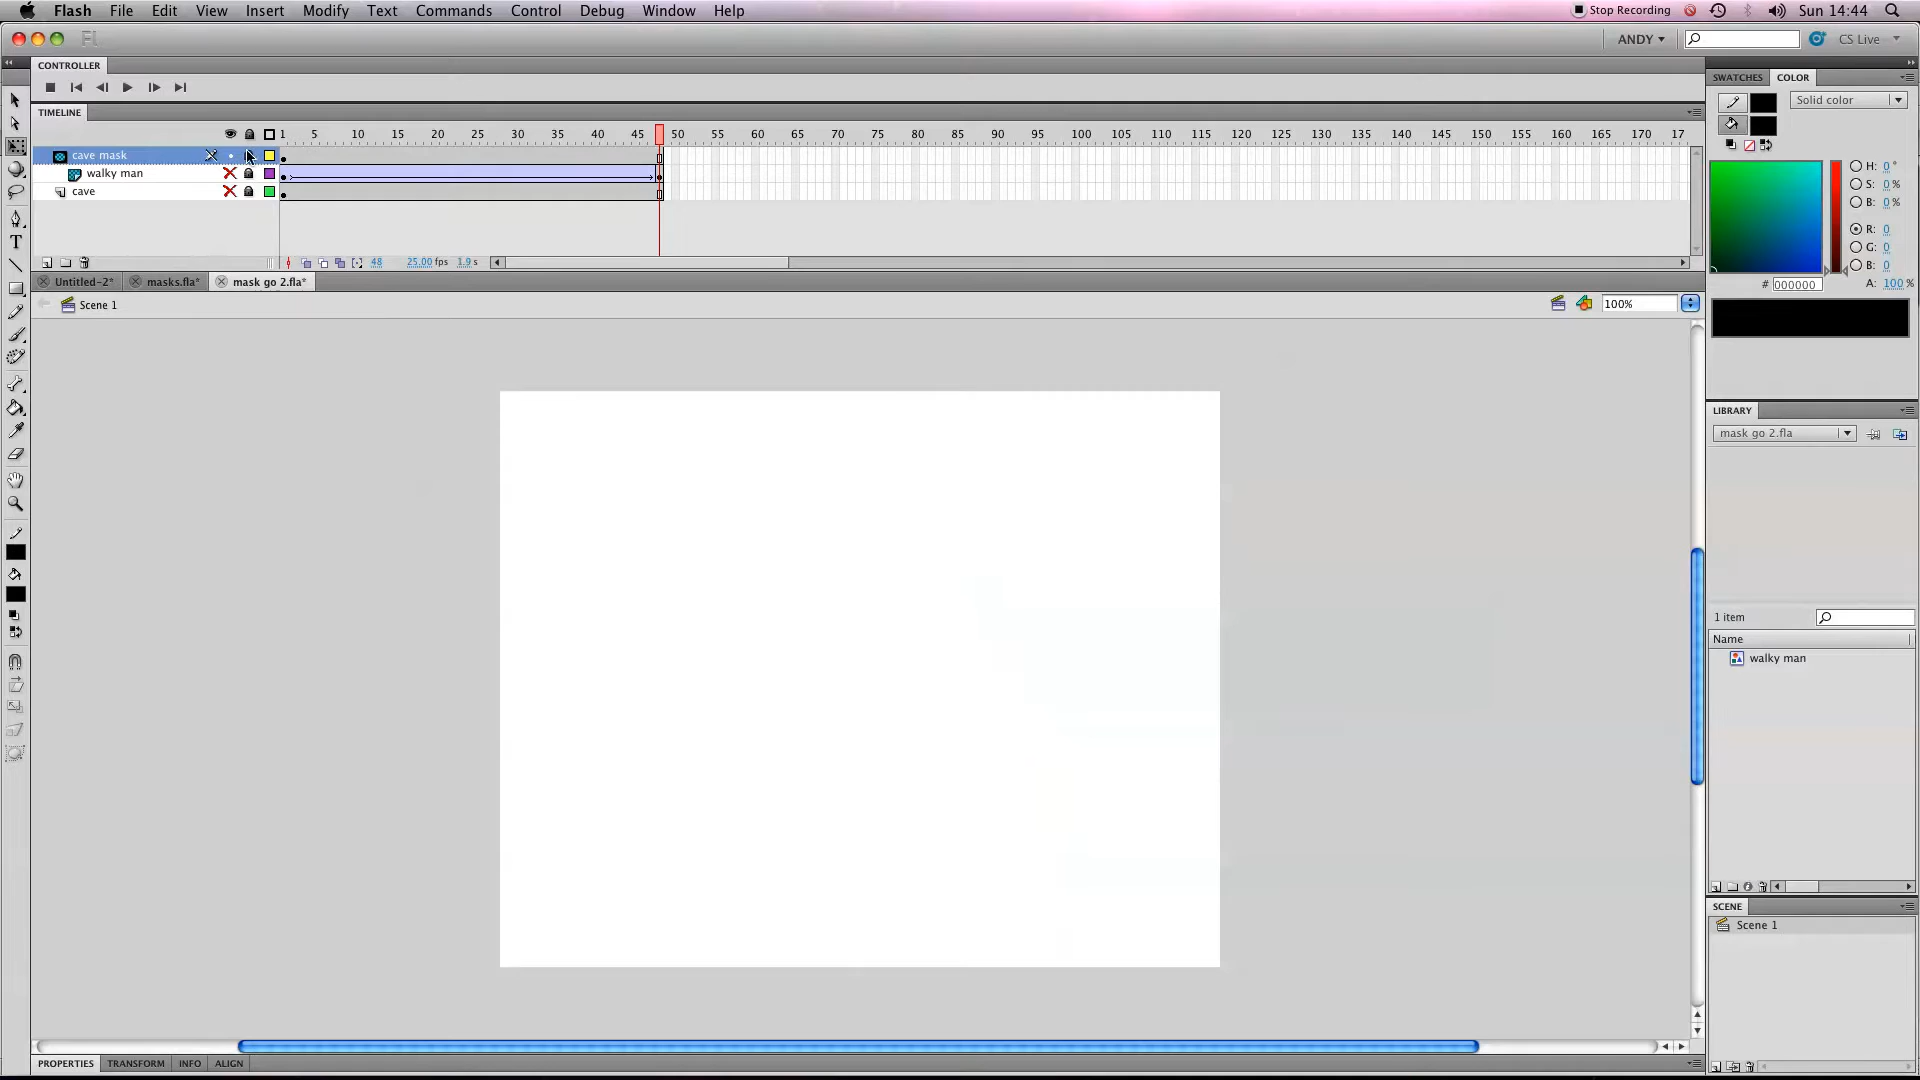 Flash File Edit View Insert Modify Text Commands Control Debug Window Help Stop Recording Sun 14:44
Fl ANDY CS Live
CONTROLLER
SWATCHES COLOR
Solid color
TIMELINE
1 5 10 15 20 25 30 35 40 45 50 55 60 65 70 75 80 85 90 95 100 105 110 115 120 125 130 135 140 145 150 155 160 165 170 17
cave mask
walky man
cave
H: 0 °
S: 0 %
B: 0 %
R: 0
G: 0
B: 0
# 000000 A: 100 %
48 25.00 fps 1.9 s
Untitled-2* masks.fla* mask go 2.fla*
Scene 1 100%
LIBRARY
mask go 2.fla
1 item
Name
walky man
SCENE
Scene 1
PROPERTIES TRANSFORM INFO ALIGN